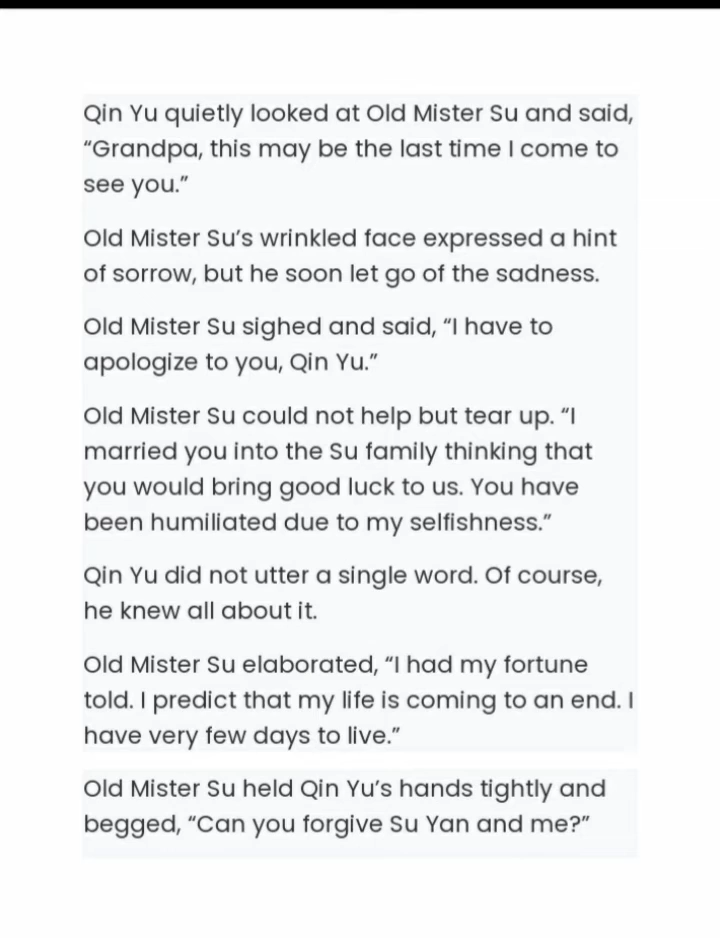 Qin Yu quietly looked at Old Mister Su and said,
“Grandpa, this may be the last time I come to
see you.”
Old Mister Su’s wrinkled face expressed a hint
of sorrow, but he soon let go of the sadness.
Old Mister Su sighed and said, “I have to
apologize to you, Qin Yu.”
Old Mister Su could not help but tear up. “I
married you into the Su family thinking that
you would bring good luck to us. You have
been humiliated due to my selfishness.”
Qin Yu did not utter a single word. Of course,
he knew all about it.
Old Mister Su elaborated, “I had my fortune
told. I predict that my life is coming to an end. I
have very few days to live.”
Old Mister Su held Qin Yu’s hands tightly and
begged, “Can you forgive Su Yan and me?”